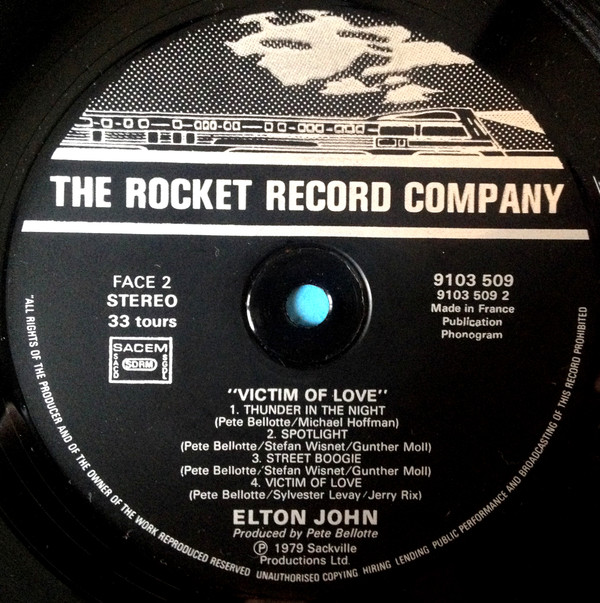 THE ROCKET RECORD COMPANY
FACE 2
STEREO
33 tours
SACEM
SACD
SDRM
SGDL
9103 509
9103 509 2
Made in France
Publication
Phonogram
"VICTIM OF LOVE"
1. THUNDER IN THE NIGHT
(Pete Bellotte/Michael Hoffman)
2. SPOTLIGHT
(Pete Bellotte/Stefan Wisnet/Gunther Moll)
3. STREET BOOGIE
(Pete Bellotte/Stefan Wisnet/Gunther Moll)
4. VICTIM OF LOVE
(Pete Bellotte/Sylvester Levay/Jerry Rix)
ELTON JOHN
Produced by Pete Bellotte
℗ 1979 Sackville
Productions Ltd.
"ALL RIGHTS OF THE PRODUCER AND OF THE OWNER OF THE WORK REPRODUCED RESERVED UNAUTHORISED COPYING HIRING LENDING PUBLIC PERFORMANCE AND BROADCASTING OF THIS RECORD PROHIBITED